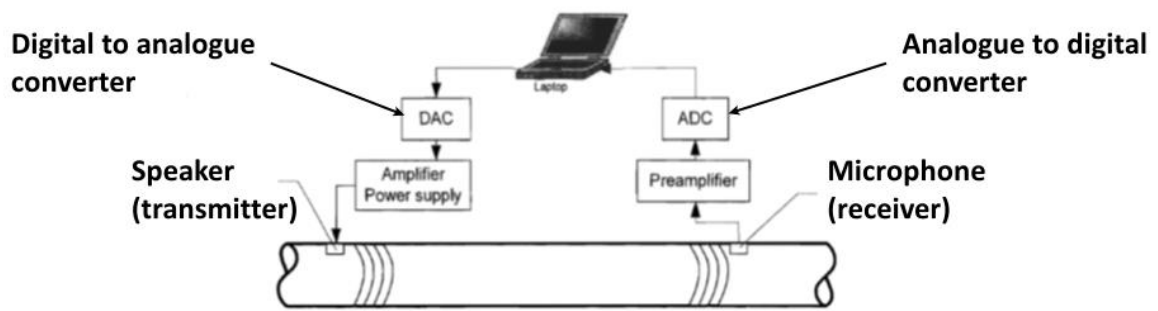 Digital to analogue
converter
Analogue to digital
converter
Laptop
DAC
ADC
Speaker
(transmitter)
Amplifier
Power supply
Preamplifier
Microphone
(receiver)